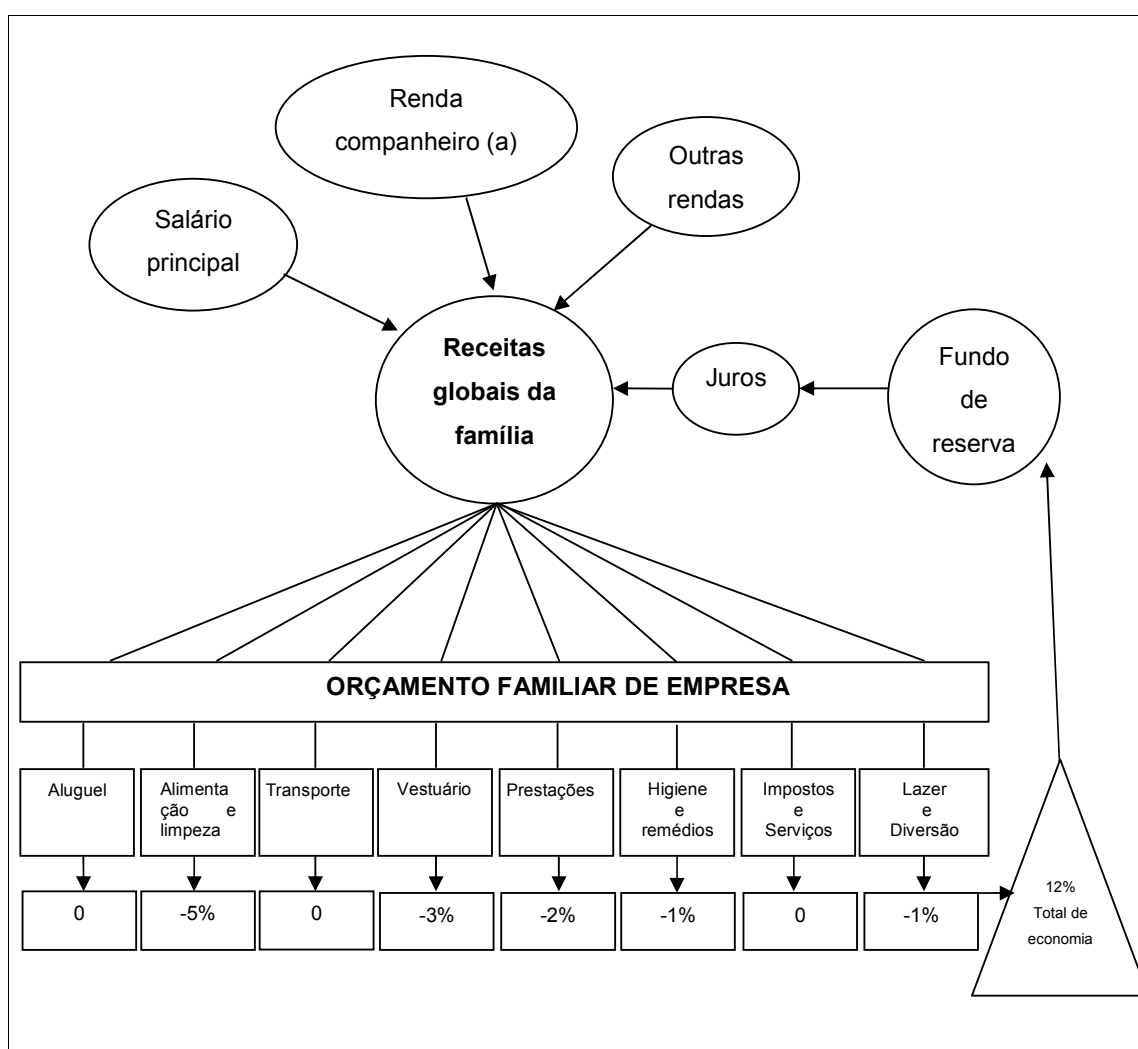 Renda
companheiro (a)
Outras
rendas
Salário
principal
Receitas
globais da
família
Juros
Fundo
de
reserva
ORÇAMENTO FAMILIAR DE EMPRESA
Aluguel
Alimenta
ção e
limpeza
Transporte
Vestuário
Prestações
Higiene
e
remédios
Impostos
e
Serviços
Lazer
e
Diversão
0
-5%
0
-3%
-2%
-1%
0
-1%
12%
Total de
economia